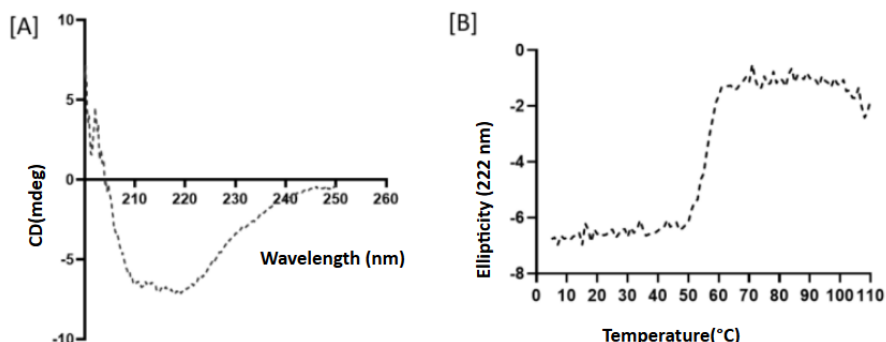 [A]
10
5
0
-5
-10
210 220 230 240 250 260
CD(mdeg)
Wavelength (nm)
[B]
0
-2
-4
-6
-8
0 10 20 30 40 50 60 70 80 90 100 110
Ellipticity (222 nm)
Temperature(°C)